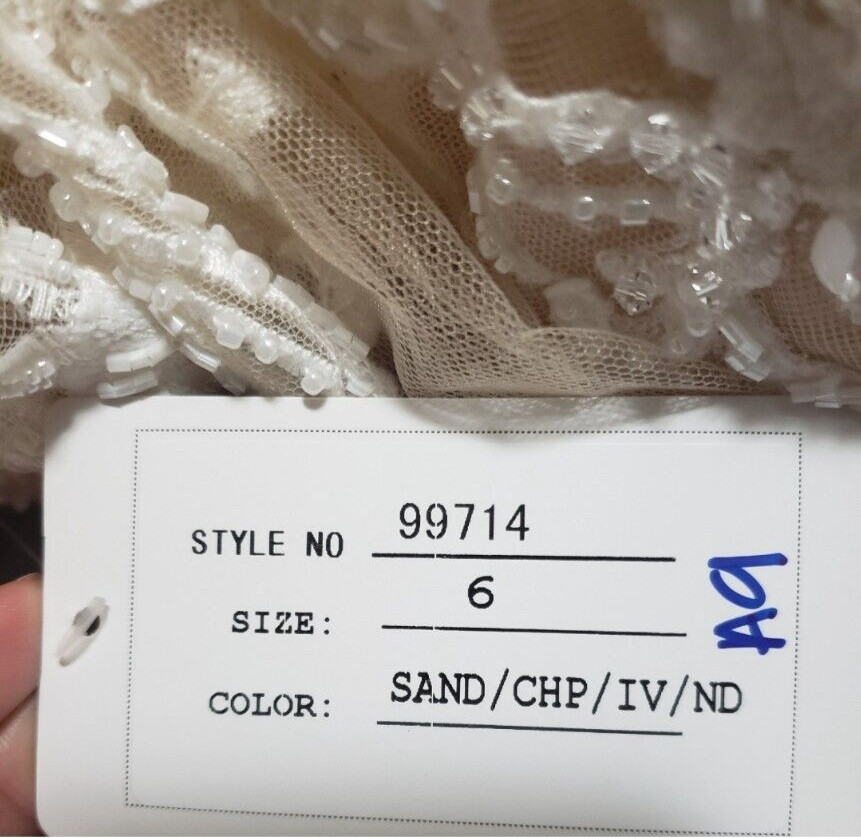 STYLE NO 99714
SIZE: 6
COLOR: SAND/CHP/IV/ND
A9